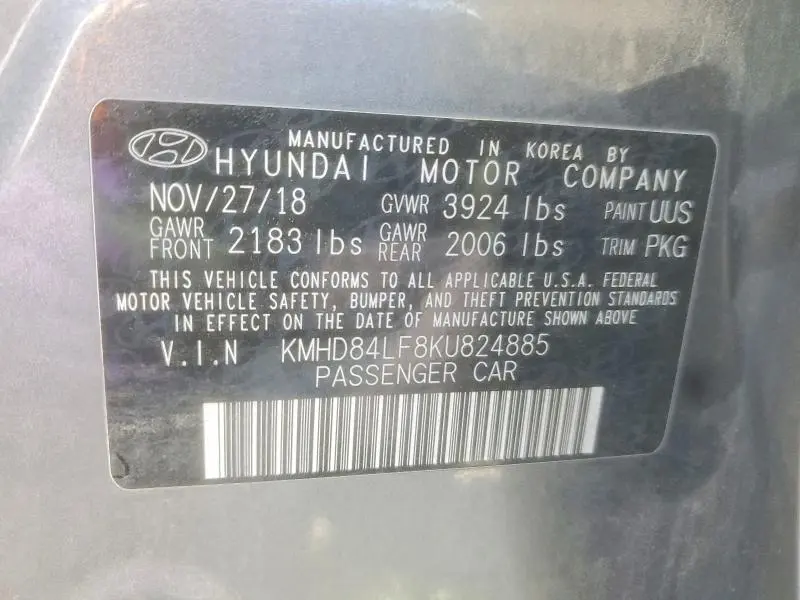 MANUFACTURED IN KOREA BY
HYUNDAI MOTOR COMPANY
NOV/27/18 GVWR 3924 lbs PAINT UUS
GAWR FRONT 2183 lbs GAWR REAR 2006 lbs TRIM PKG
THIS VEHICLE CONFORMS TO ALL APPLICABLE U.S.A. FEDERAL
MOTOR VEHICLE SAFETY, BUMPER, AND THEFT PREVENTION STANDARDS
IN EFFECT ON THE DATE OF MANUFACTURE SHOWN ABOVE
V.I.N KMHD84LF8KU824885
PASSENGER CAR